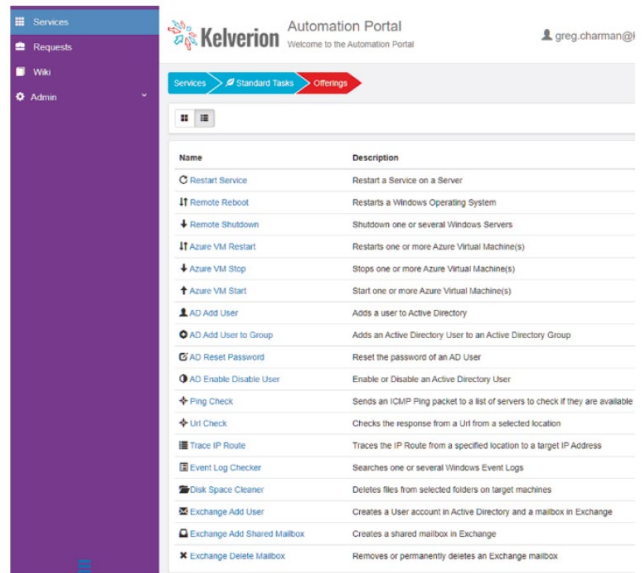 Services
Requests
Wiki
Admin
Kelverion
Automation Portal
Welcome to the Automation Portal
greg.charman@
Services
Standard Tasks
Offerings
Name Description
Restart Service Restart a Service on a Server
Remote Reboot Restarts a Windows Operating System
Remote Shutdown Shutdown one or several Windows Servers
Azure VM Restart Restarts one or more Azure Virtual Machine(s)
Azure VM Stop Stops one or more Azure Virtual Machine(s)
Azure VM Start Start one or more Azure Virtual Machine(s)
AD Add User Adds a user to Active Directory
AD Add User to Group Adds an Active Directory User to an Active Directory Group
AD Reset Password Reset the password of an AD User
AD Enable Disable User Enable or Disable an Active Directory User
Ping Check Sends an ICMP Ping packet to a list of servers to check if they are available
Url Check Checks the response from a Url from a selected location
Trace IP Route Traces the IP Route from a specified location to a target IP Address
Event Log Checker Searches one or several Windows Event Logs
Disk Space Cleaner Deletes files from selected folders on target machines
Exchange Add User Creates a User account in Active Directory and a mailbox in Exchange
Exchange Add Shared Mailbox Creates a shared mailbox in Exchange
Exchange Delete Mailbox Removes or permanently deletes an Exchange mailbox